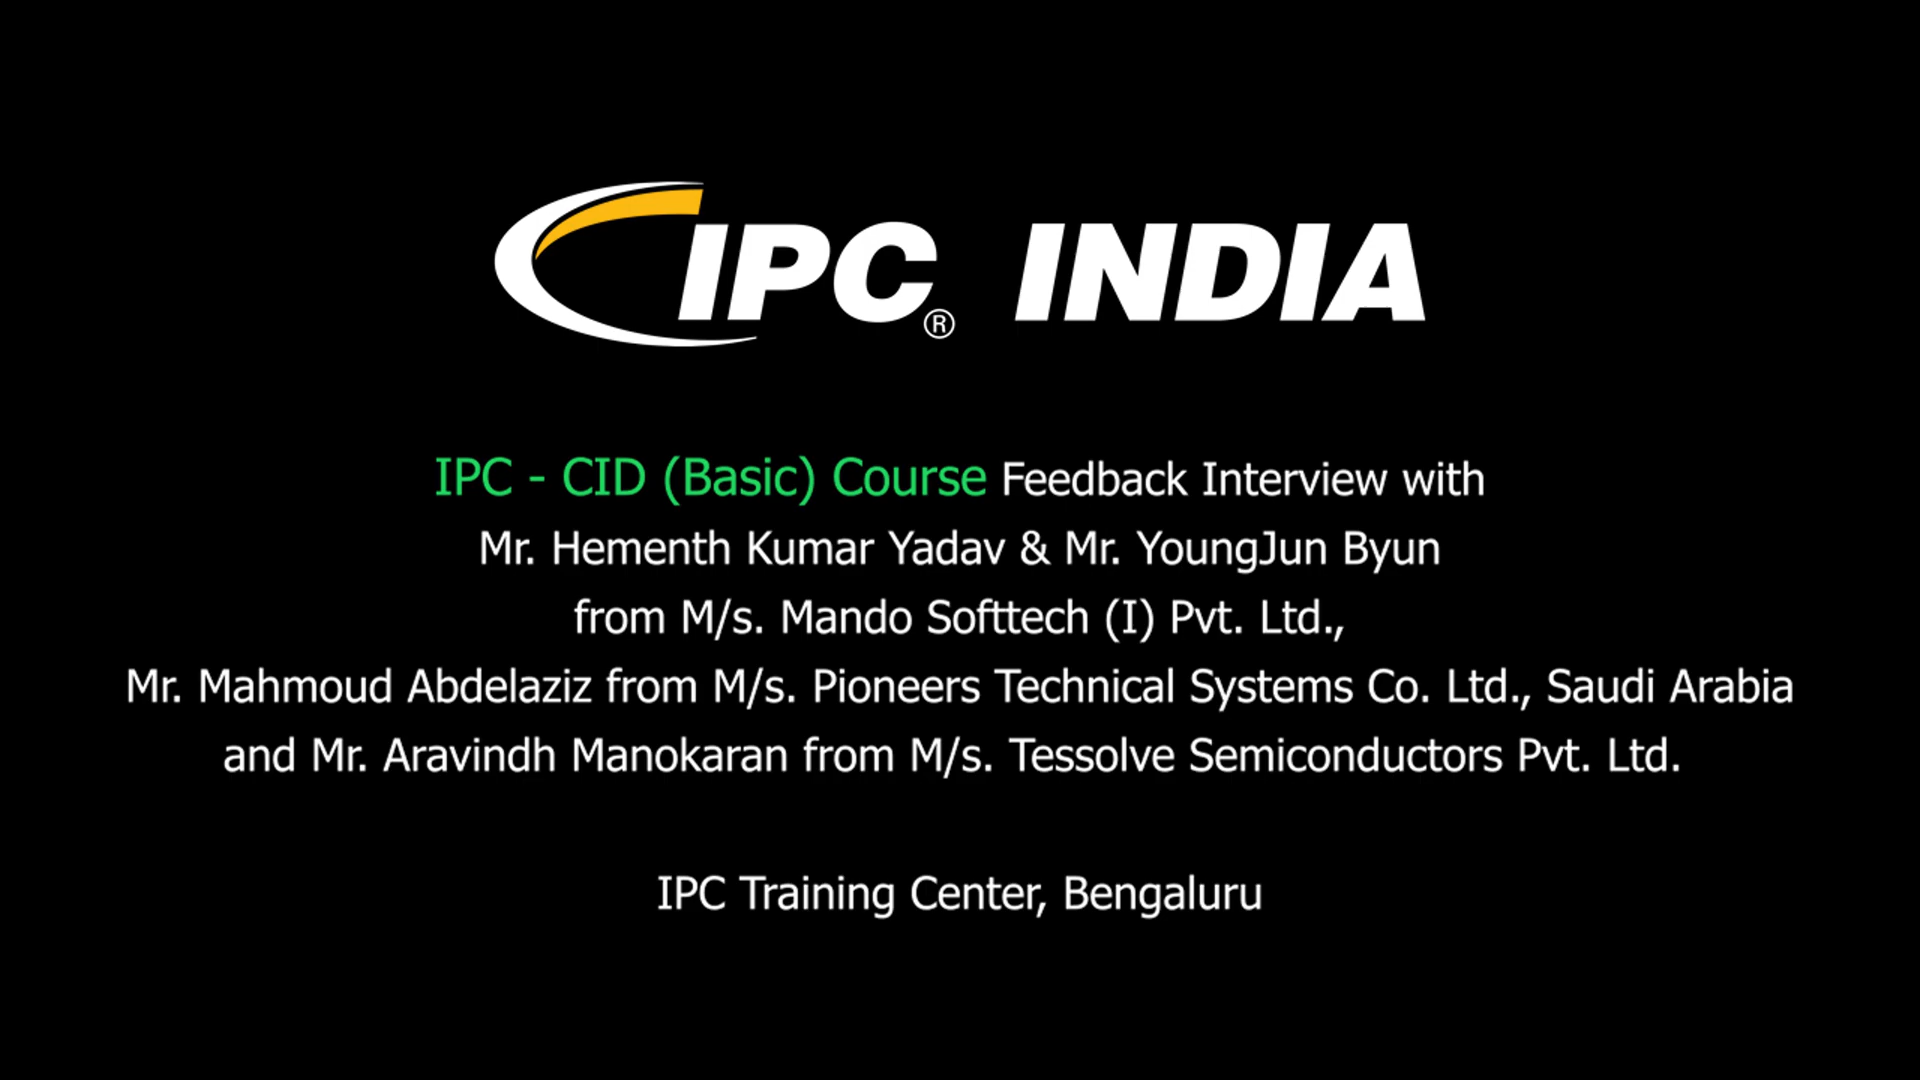 IPC® INDIA
IPC - CID (Basic) Course Feedback Interview with
Mr. Hementh Kumar Yadav & Mr. YoungJun Byun
from M/s. Mando Softtech (I) Pvt. Ltd.,
Mr. Mahmoud Abdelaziz from M/s. Pioneers Technical Systems Co. Ltd., Saudi Arabia
and Mr. Aravindh Manokaran from M/s. Tessolve Semiconductors Pvt. Ltd.
IPC Training Center, Bengaluru